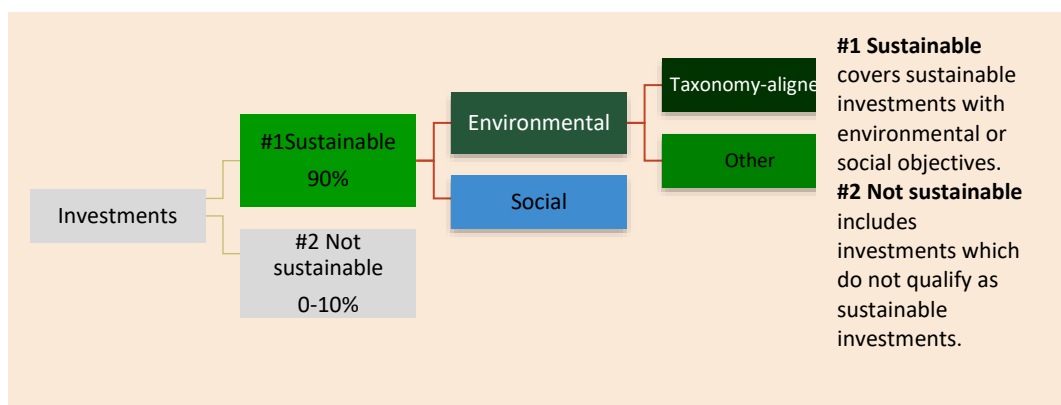 Investments
#1Sustainable
90%
#2 Not
sustainable
0-10%
Environmental
Social
Taxonomy-aligne
Other
#1 Sustainable
covers sustainable
investments with
environmental or
social objectives.
#2 Not sustainable
includes
investments which
do not qualify as
sustainable
investments.